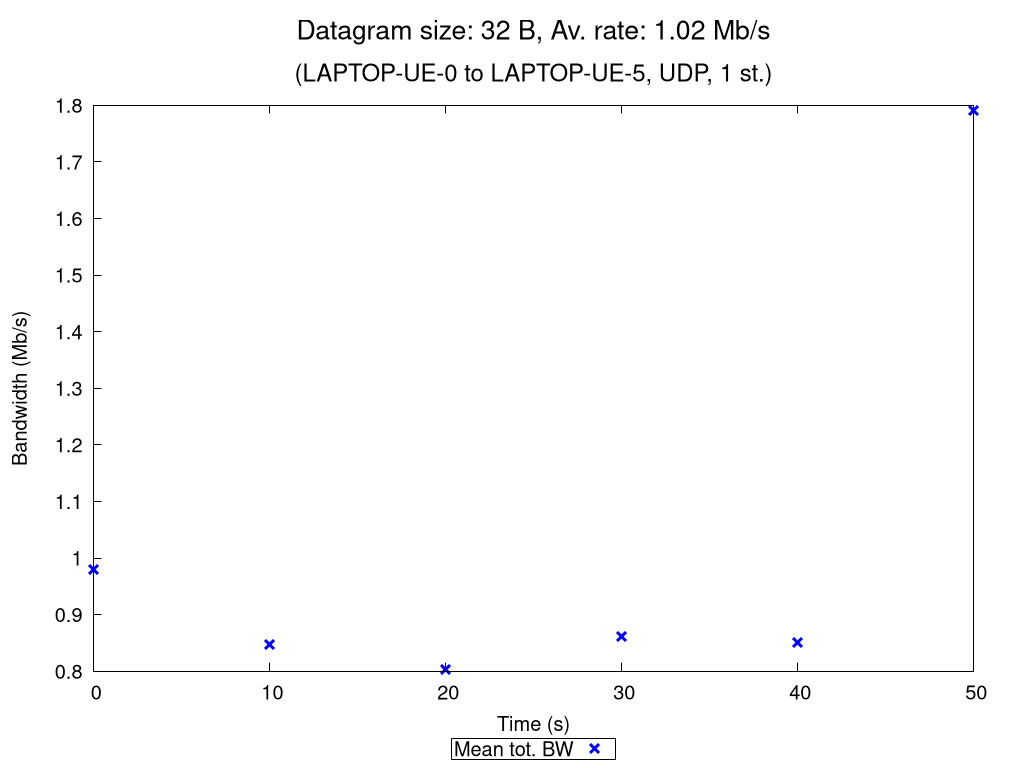 Datagram size: 32 B, Av. rate: 1.02 Mb/s
(LAPTOP-UE-0 to LAPTOP-UE-5, UDP, 1 st.)
1.8
1.7
1.6
1.5
1.4
1.3
1.2
1.1
1
0.9
0.8
Bandwidth (Mb/s)
0 10 20 30 40 50
Time (s)
Mean tot. BW